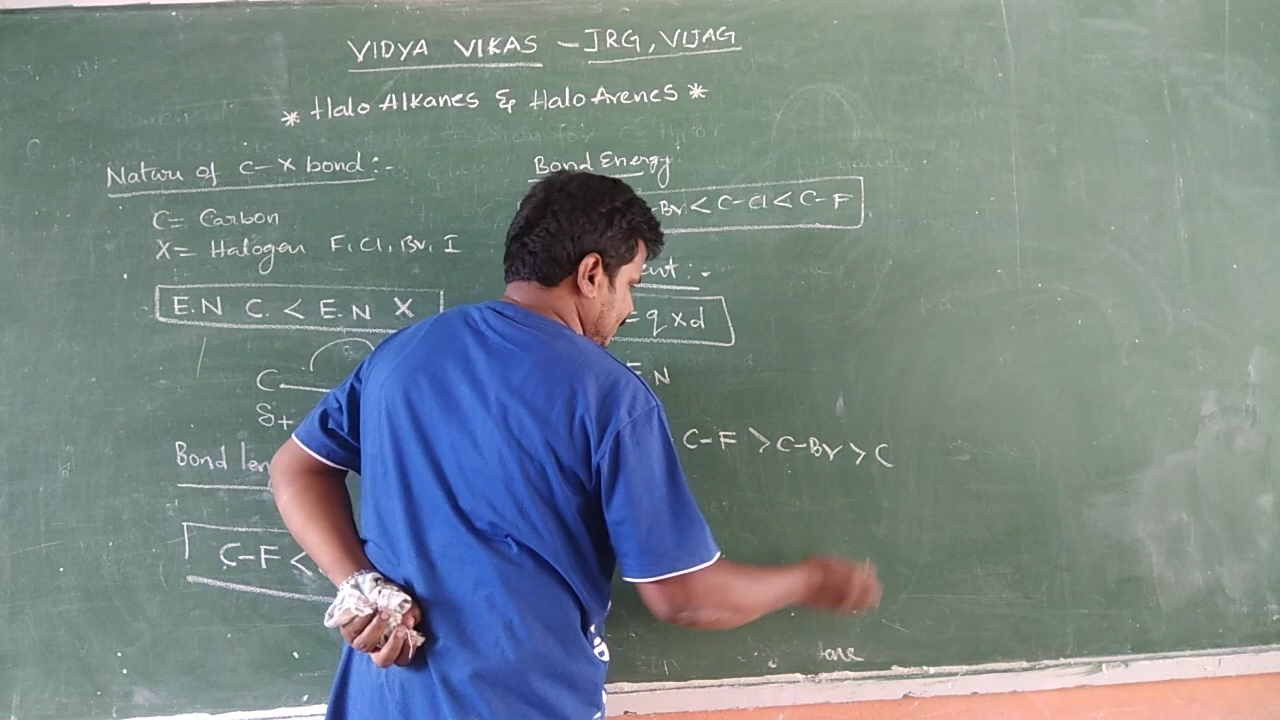 VIDYA VIKAS - JRG, VIJAG
* Halo Alkanes & Halo Arenes *
Nature of C-X bond:-
C= Carbon
X= Halogen F, Cl, Br, I
E.N C. < E.N X
C
δ+
Bond len
C-F <
Bond Energy
-Br < C-Cl < C-F
ent:-
= q x d
E.N
C-F > C-Br > C